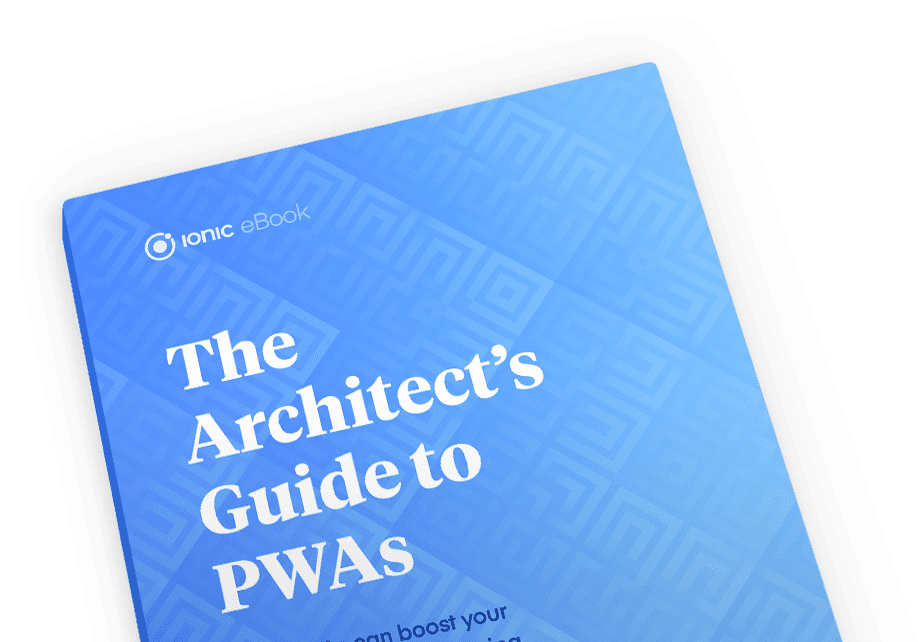 ionic eBook
The
Architect's
Guide to
PWAs
can boost your